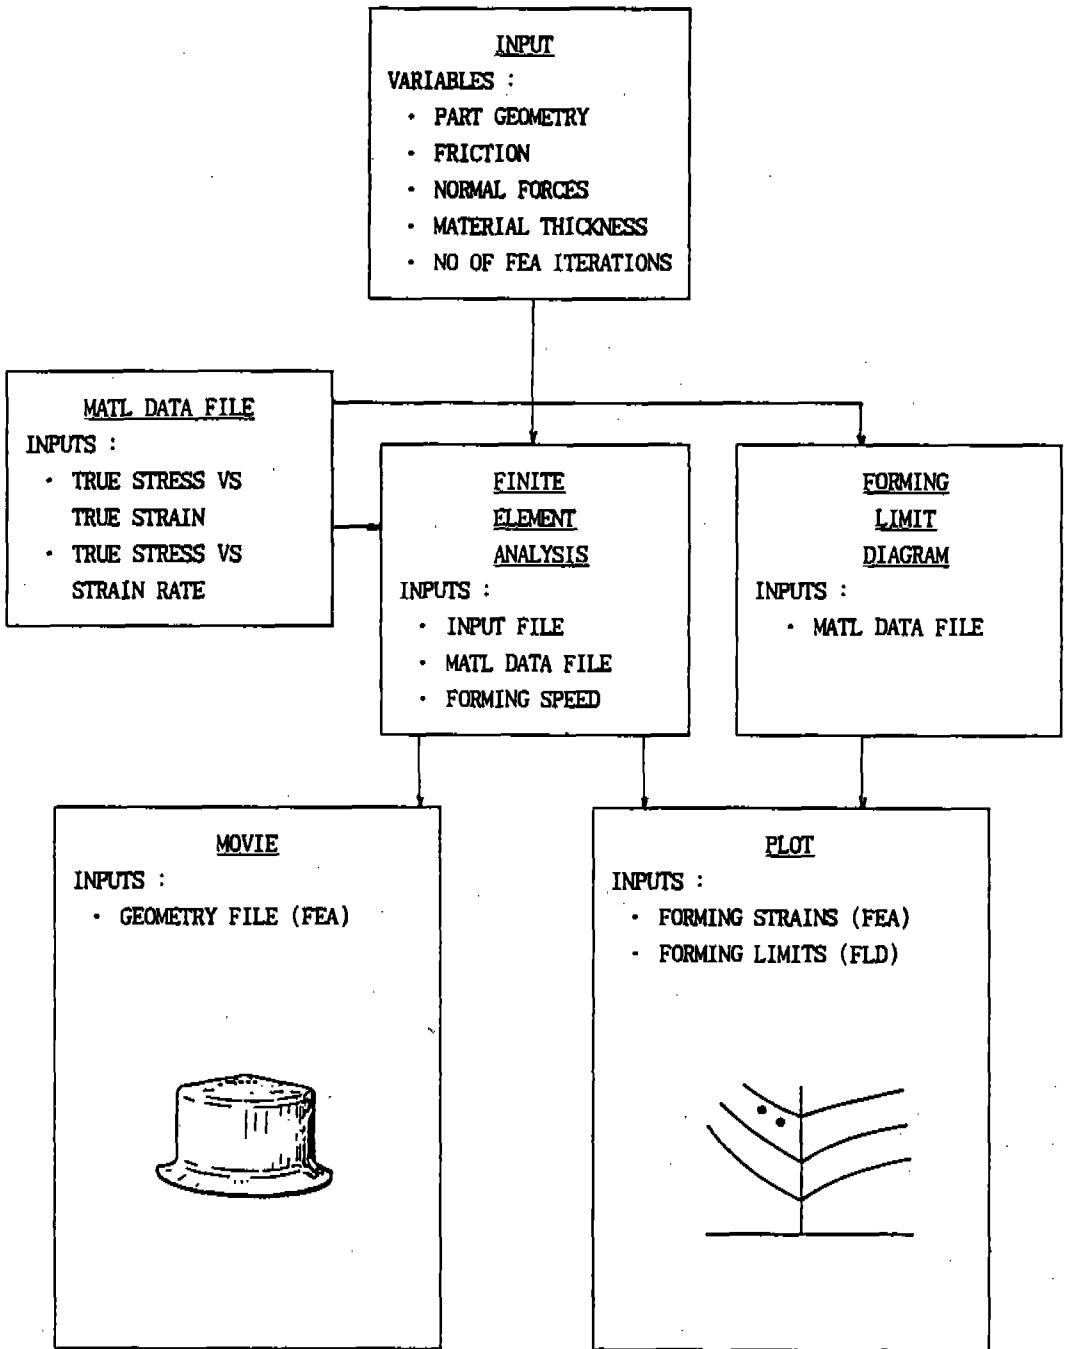 INPUT
VARIABLES :
· PART GEOMETRY
· FRICTION
· NORMAL FORCES
· MATERIAL THICKNESS
· NO OF FEA ITERATIONS
MATL DATA FILE
INPUTS :
· TRUE STRESS VS
TRUE STRAIN
· TRUE STRESS VS
STRAIN RATE
FINITE
ELEMENT
ANALYSIS
INPUTS :
· INPUT FILE
· MATL DATA FILE
· FORMING SPEED
FORMING
LIMIT
DIAGRAM
INPUTS :
· MATL DATA FILE
MOVIE
INPUTS :
· GEOMETRY FILE (FEA)
PLOT
INPUTS :
· FORMING STRAINS (FEA)
· FORMING LIMITS (FLD)